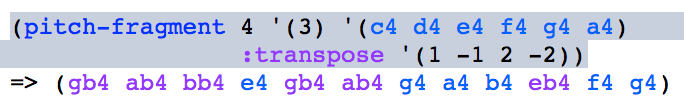 (pitch-fragment 4 '(3) '(c4 d4 e4 f4 g4 a4)
:transpose '(1 -1 2 -2))
=> (gb4 ab4 bb4 e4 gb4 ab4 g4 a4 b4 eb4 f4 g4)